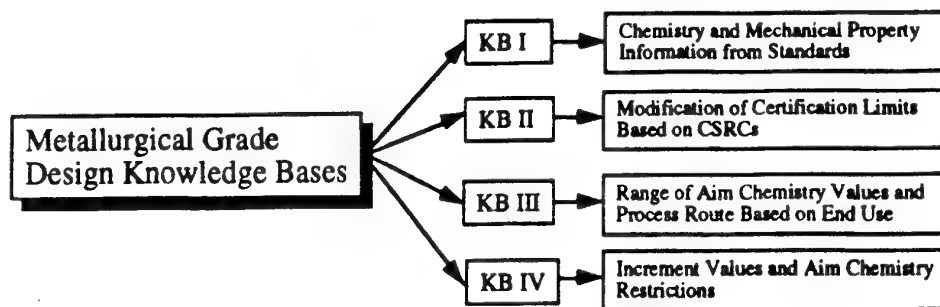 Metallurgical Grade
Design Knowledge Bases
KB I
Chemistry and Mechanical Property
Information from Standards
KB II
Modification of Certification Limits
Based on CSRCs
KB III
Range of Aim Chemistry Values and
Process Route Based on End Use
KB IV
Increment Values and Aim Chemistry
Restrictions